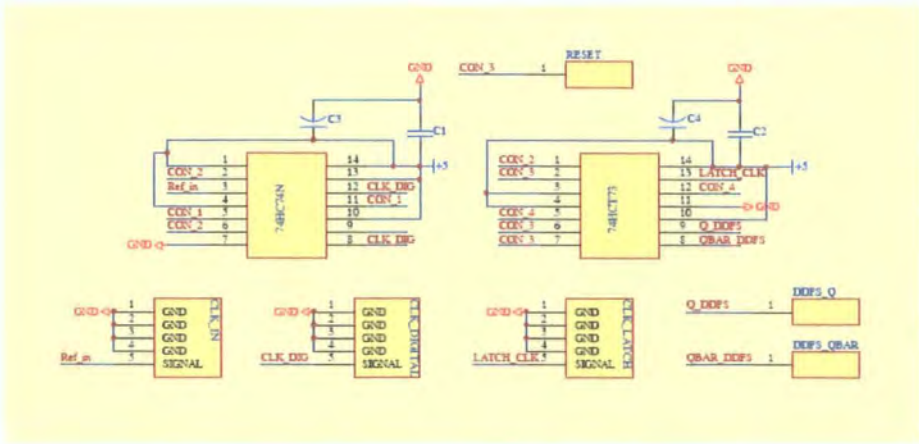 RESET
GND CON_3 1 GND
C3 C1 C4 C2
1 14 +5 CON_2 1 14 +5
CON_2 2 13 CON_3 2 13 LATCH_CLK
Ref_in 3 12 CLK_DIG 3 12 CON_4
4 11 CON_1 4 11 GND
CON_1 5 10 CON_4 5 10
CON_2 6 9 CON_3 6 9 Q_DDFS
GND 7 8 CLK_DIG CON_3 7 8 QBAR_DDFS
74HC74N 74HCT73
GND 1 GND
2 GND
3 GND
4 GND
Ref_in 5 SIGNAL
CLK_IN
GND 1 GND
2 GND
3 GND
4 GND
CLK_DIG 5 SIGNAL
CLK_DIGITAL
GND 1 GND
2 GND
3 GND
4 GND
LATCH_CLK 5 SIGNAL
CLK_LATCH
DDFS_Q
Q_DDFS 1
DDFS_QBAR
QBAR_DDFS 1